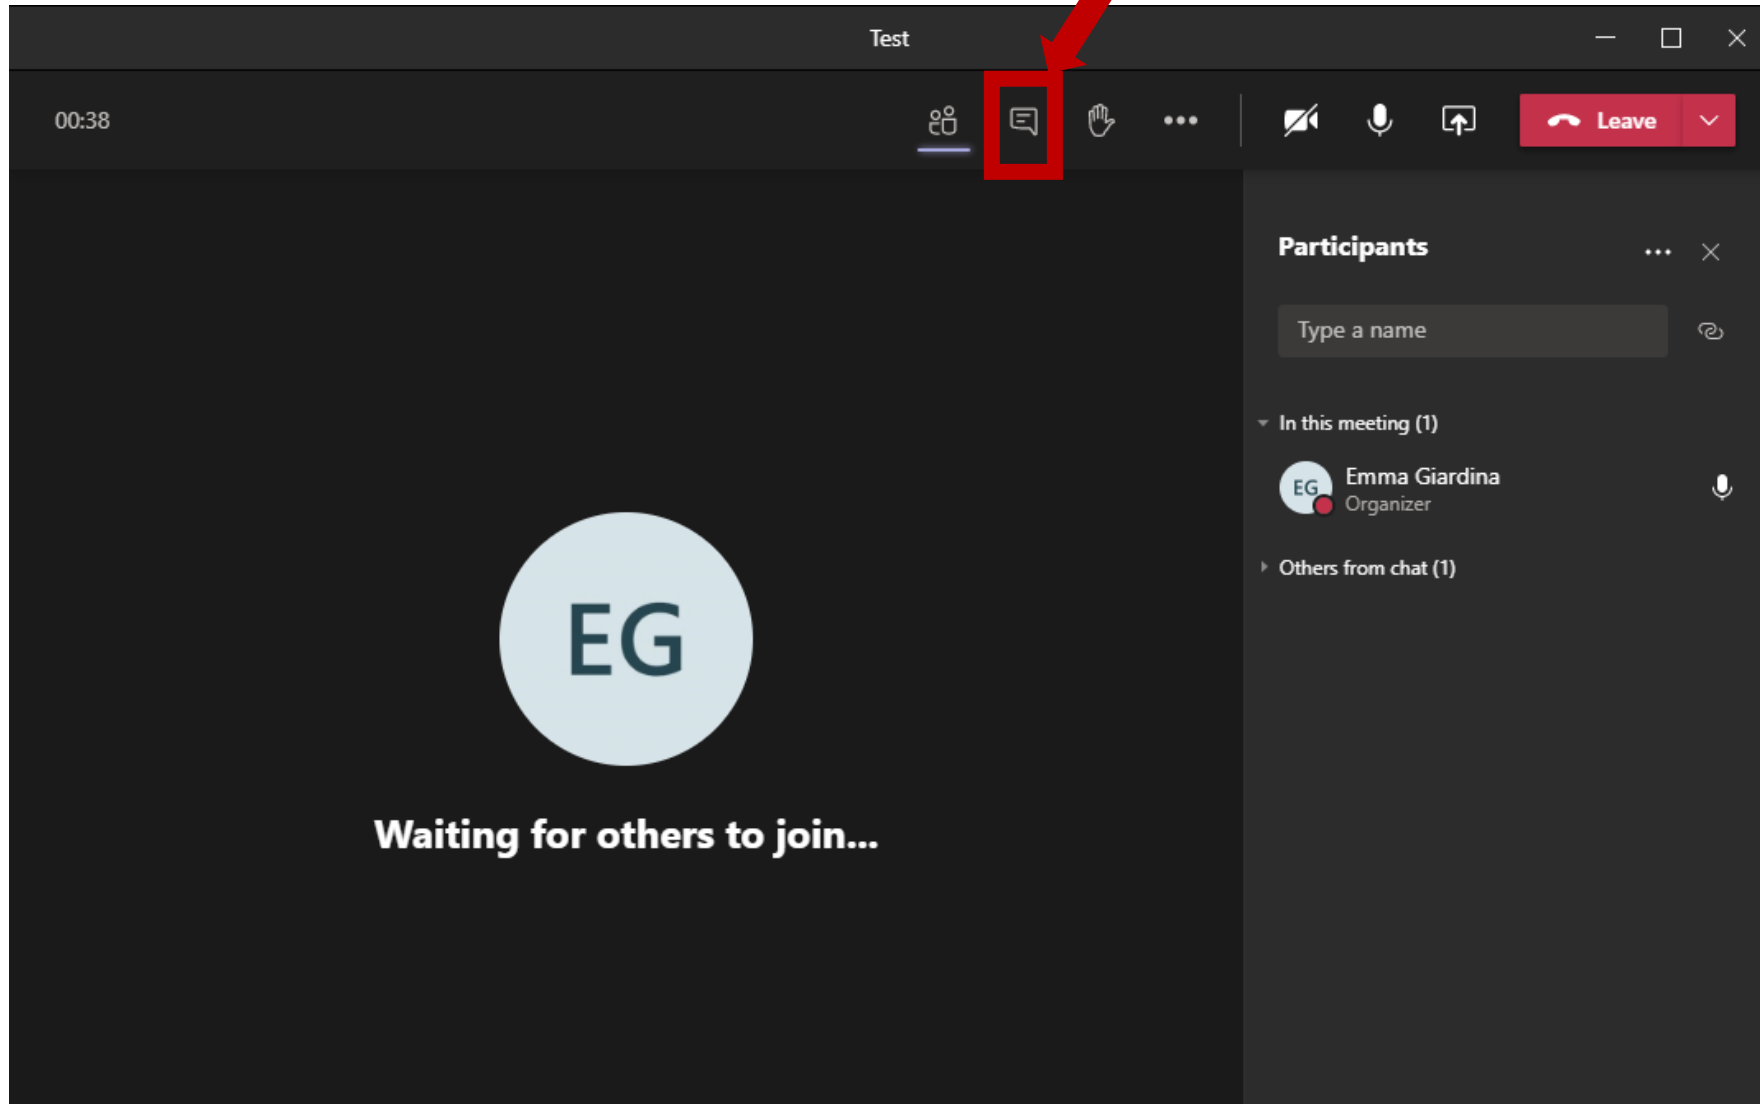 Test
00:38
Leave
Participants
Type a name
In this meeting (1)
EG
Emma Giardina
Organizer
Others from chat (1)
EG
Waiting for others to join...